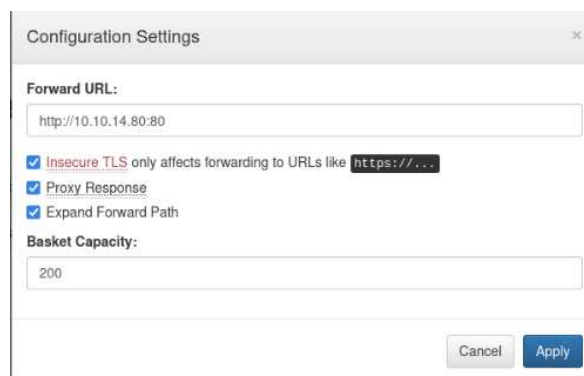 Configuration Settings ×
Forward URL:
http://10.10.14.80:80
Insecure TLS only affects forwarding to URLs like https://...
Proxy Response
Expand Forward Path
Basket Capacity:
200
Cancel Apply